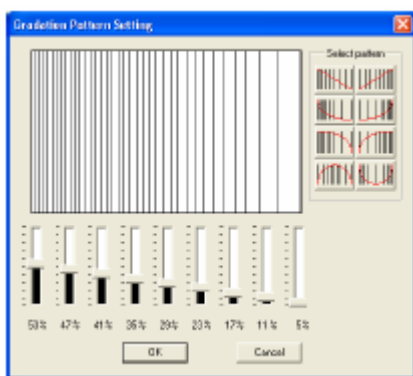 Gradation Pattern Setting
Select pattern
53% 47% 41% 35% 29% 23% 17% 11% 5%
OK Cancel